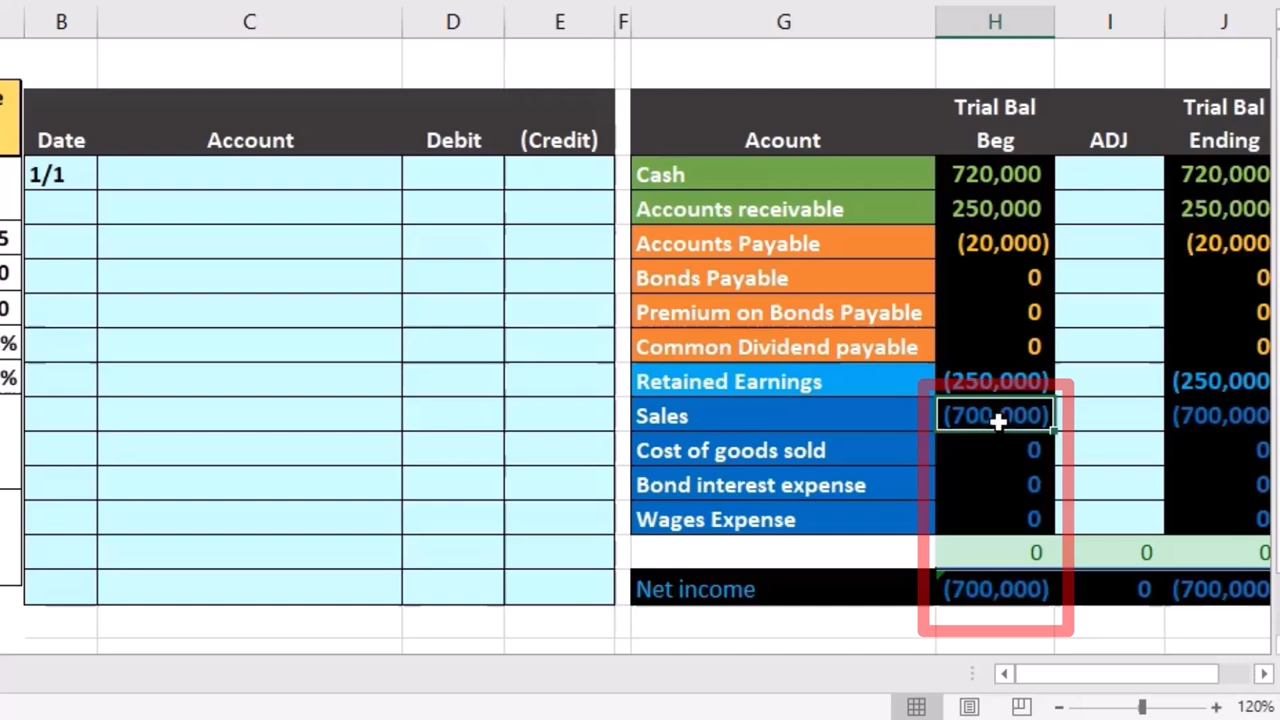 B C D E F G H I J
e
Trial Bal Trial Bal
Date Account Debit (Credit) Acount Beg ADJ Ending
1/1 Cash 720,000 720,000
Accounts receivable 250,000 250,000
5 Accounts Payable (20,000) (20,000
0 Bonds Payable 0 0
0 Premium on Bonds Payable 0 0
% Common Dividend payable 0 0
% Retained Earnings (250,000) (250,000
Sales (700,000) (700,000
Cost of goods sold 0 0
Bond interest expense 0 0
Wages Expense 0 0
0 0 0
Net income (700,000) 0 (700,000
120%